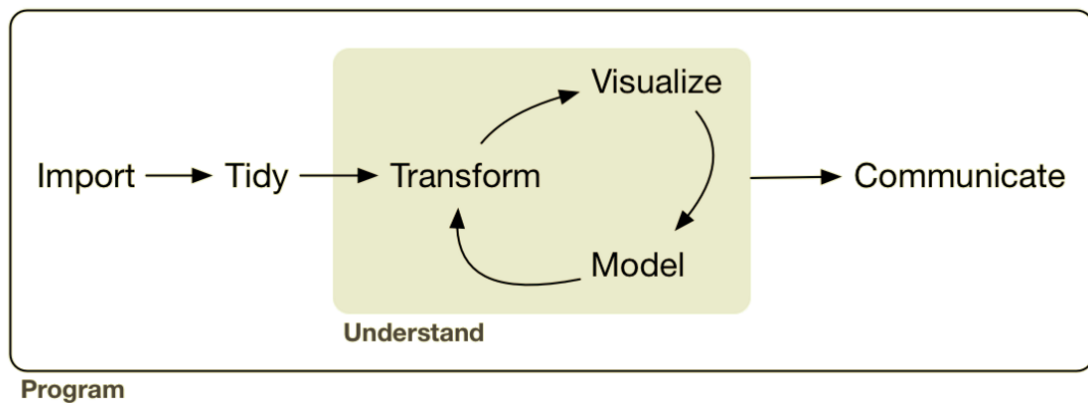 Visualize
Import
Tidy
Transform
Communicate
Model
Understand
Program